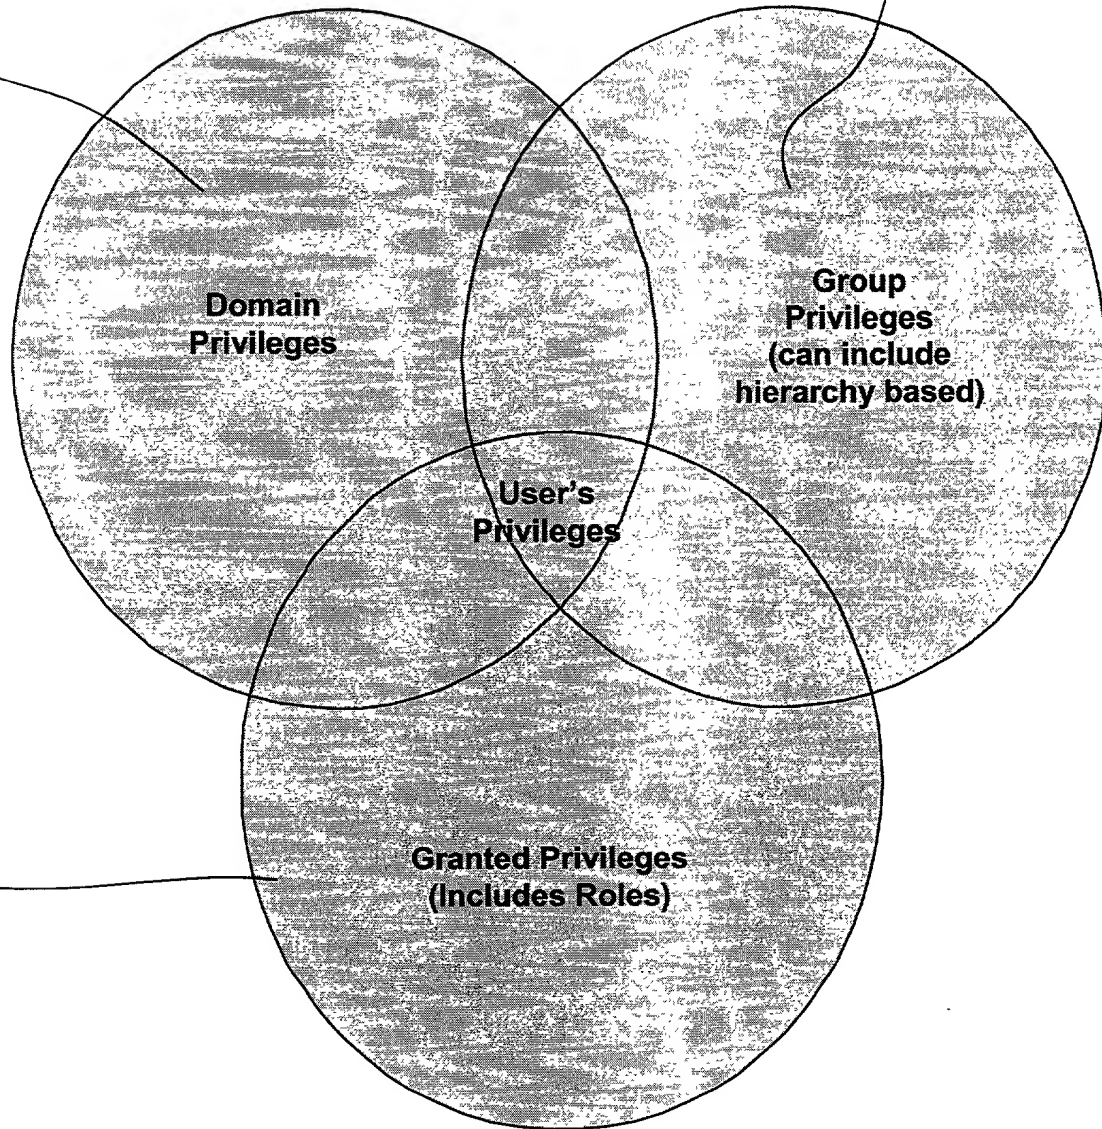 Domain
Privileges
Group
Privileges
(can include
hierarchy based)
User's
Privileges
Granted Privileges
(Includes Roles)